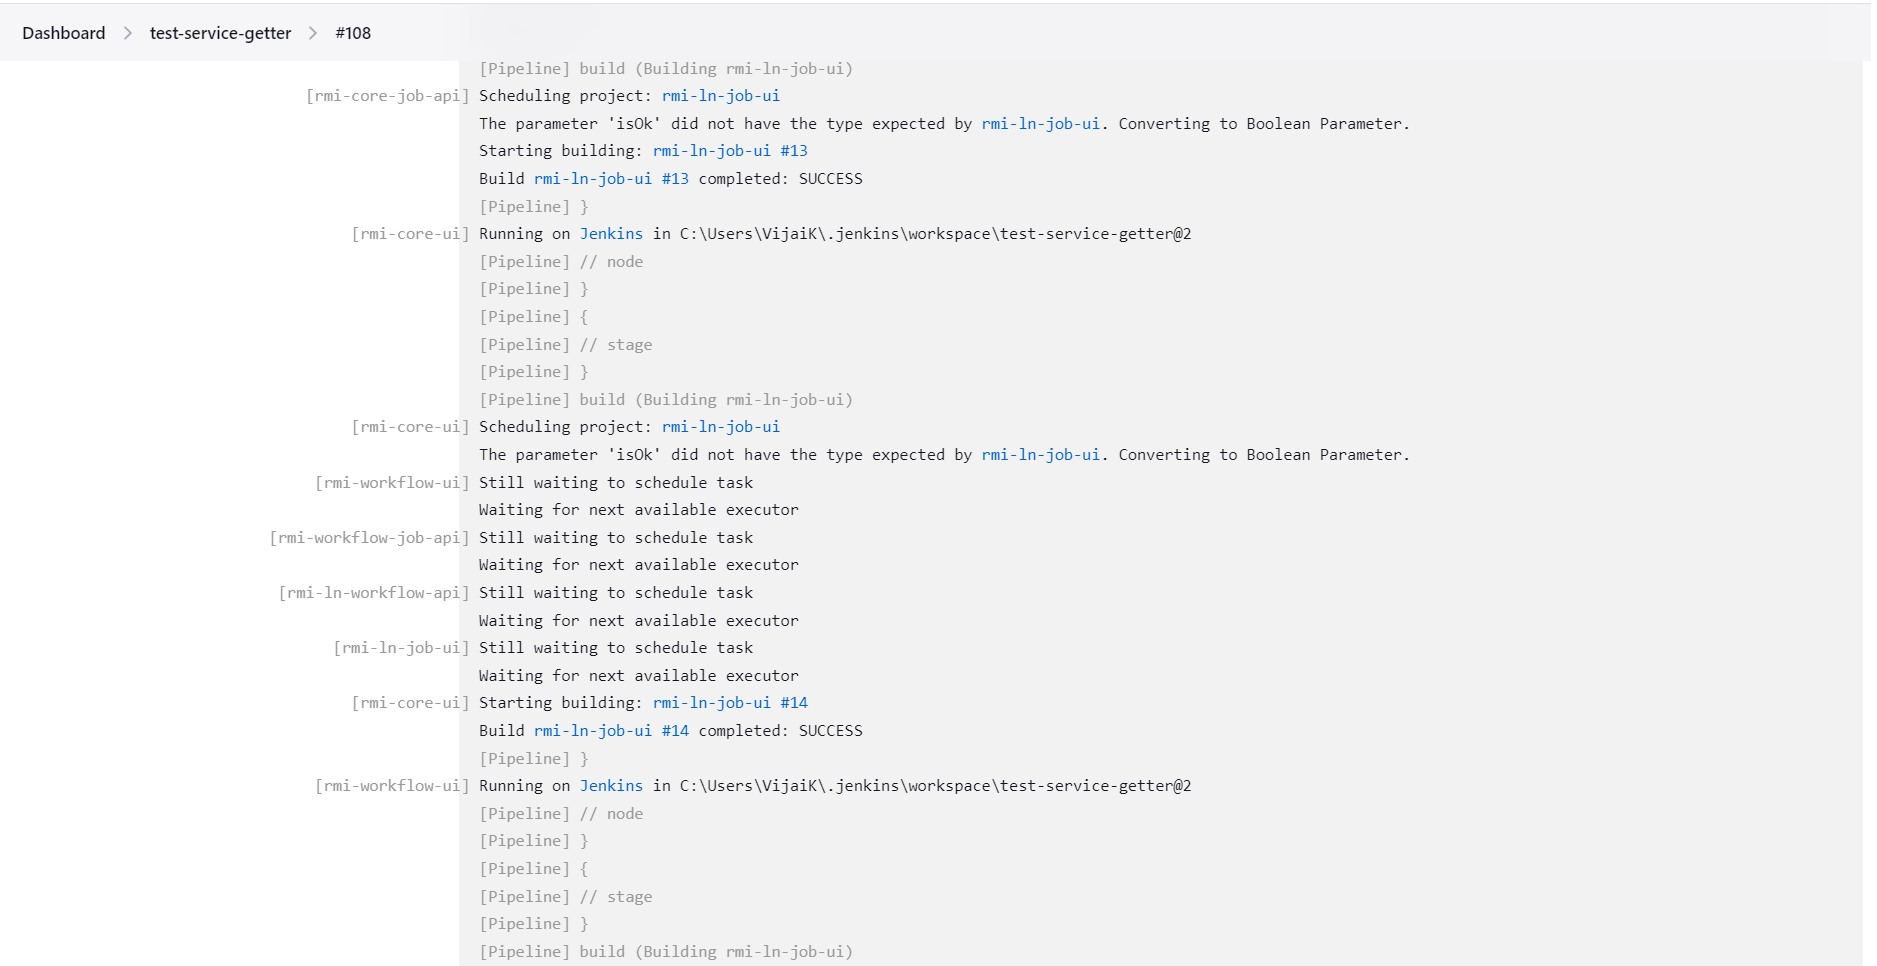 Dashboard > test-service-getter > #108
[Pipeline] build (Building rmi-ln-job-ui)
[rmi-core-job-api] Scheduling project: rmi-ln-job-ui
The parameter 'isOk' did not have the type expected by rmi-ln-job-ui. Converting to Boolean Parameter.
Starting building: rmi-ln-job-ui #13
Build rmi-ln-job-ui #13 completed: SUCCESS
[Pipeline] }
[rmi-core-ui] Running on Jenkins in C:\Users\VijaiK\.jenkins\workspace\test-service-getter@2
[Pipeline] // node
[Pipeline] }
[Pipeline] {
[Pipeline] // stage
[Pipeline] }
[Pipeline] build (Building rmi-ln-job-ui)
[rmi-core-ui] Scheduling project: rmi-ln-job-ui
The parameter 'isOk' did not have the type expected by rmi-ln-job-ui. Converting to Boolean Parameter.
[rmi-workflow-ui] Still waiting to schedule task
Waiting for next available executor
[rmi-workflow-job-api] Still waiting to schedule task
Waiting for next available executor
[rmi-ln-workflow-api] Still waiting to schedule task
Waiting for next available executor
[rmi-ln-job-ui] Still waiting to schedule task
Waiting for next available executor
[rmi-core-ui] Starting building: rmi-ln-job-ui #14
Build rmi-ln-job-ui #14 completed: SUCCESS
[Pipeline] }
[rmi-workflow-ui] Running on Jenkins in C:\Users\VijaiK\.jenkins\workspace\test-service-getter@2
[Pipeline] // node
[Pipeline] }
[Pipeline] {
[Pipeline] // stage
[Pipeline] }
[Pipeline] build (Building rmi-ln-job-ui)